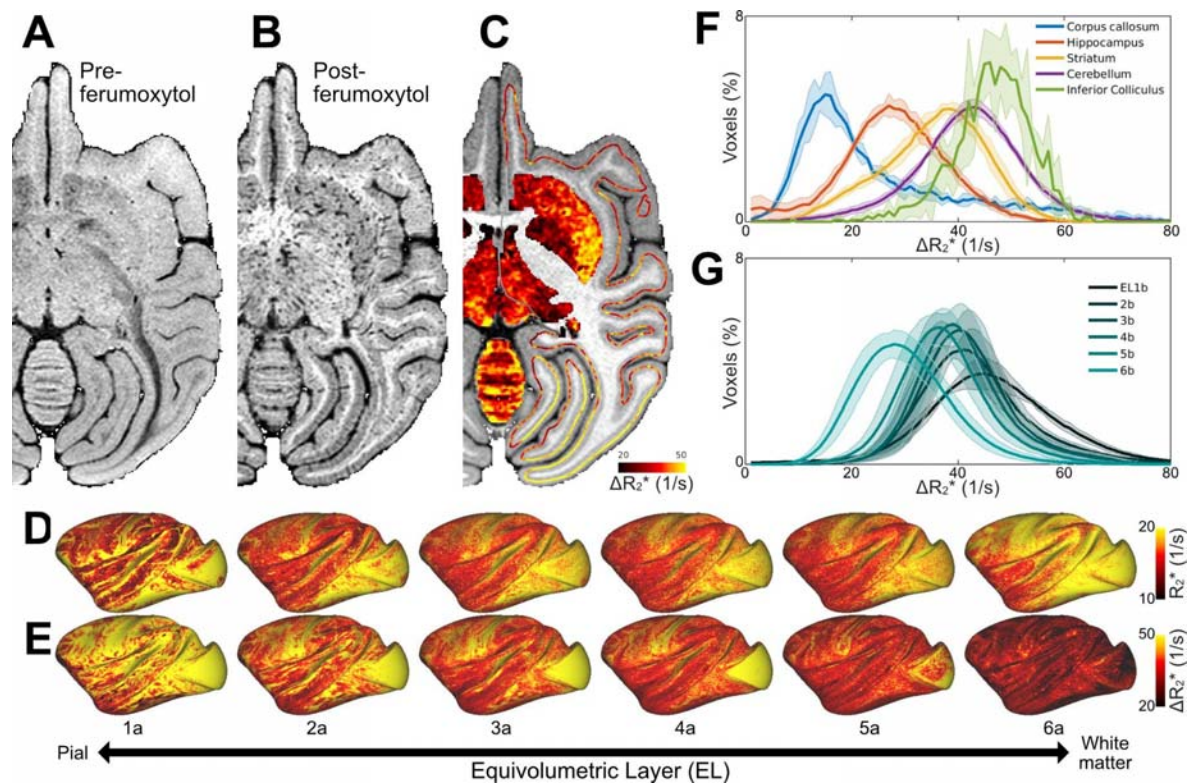 A
Pre-
ferumoxytol
B
Post-
ferumoxytol
C
20 50
ΔR₂* (1/s)
F
8
Voxels (%)
0
0 20 40 60 80
ΔR₂* (1/s)
Corpus callosum
Hippocampus
Striatum
Cerebellum
Inferior Colliculus
G
8
Voxels (%)
0
0 20 40 60 80
ΔR₂* (1/s)
EL1b
2b
3b
4b
5b
6b
D
20
10
R₂* (1/s)
E
50
20
ΔR₂* (1/s)
1a 2a 3a 4a 5a 6a
Pial
White
matter
Equivolumetric Layer (EL)